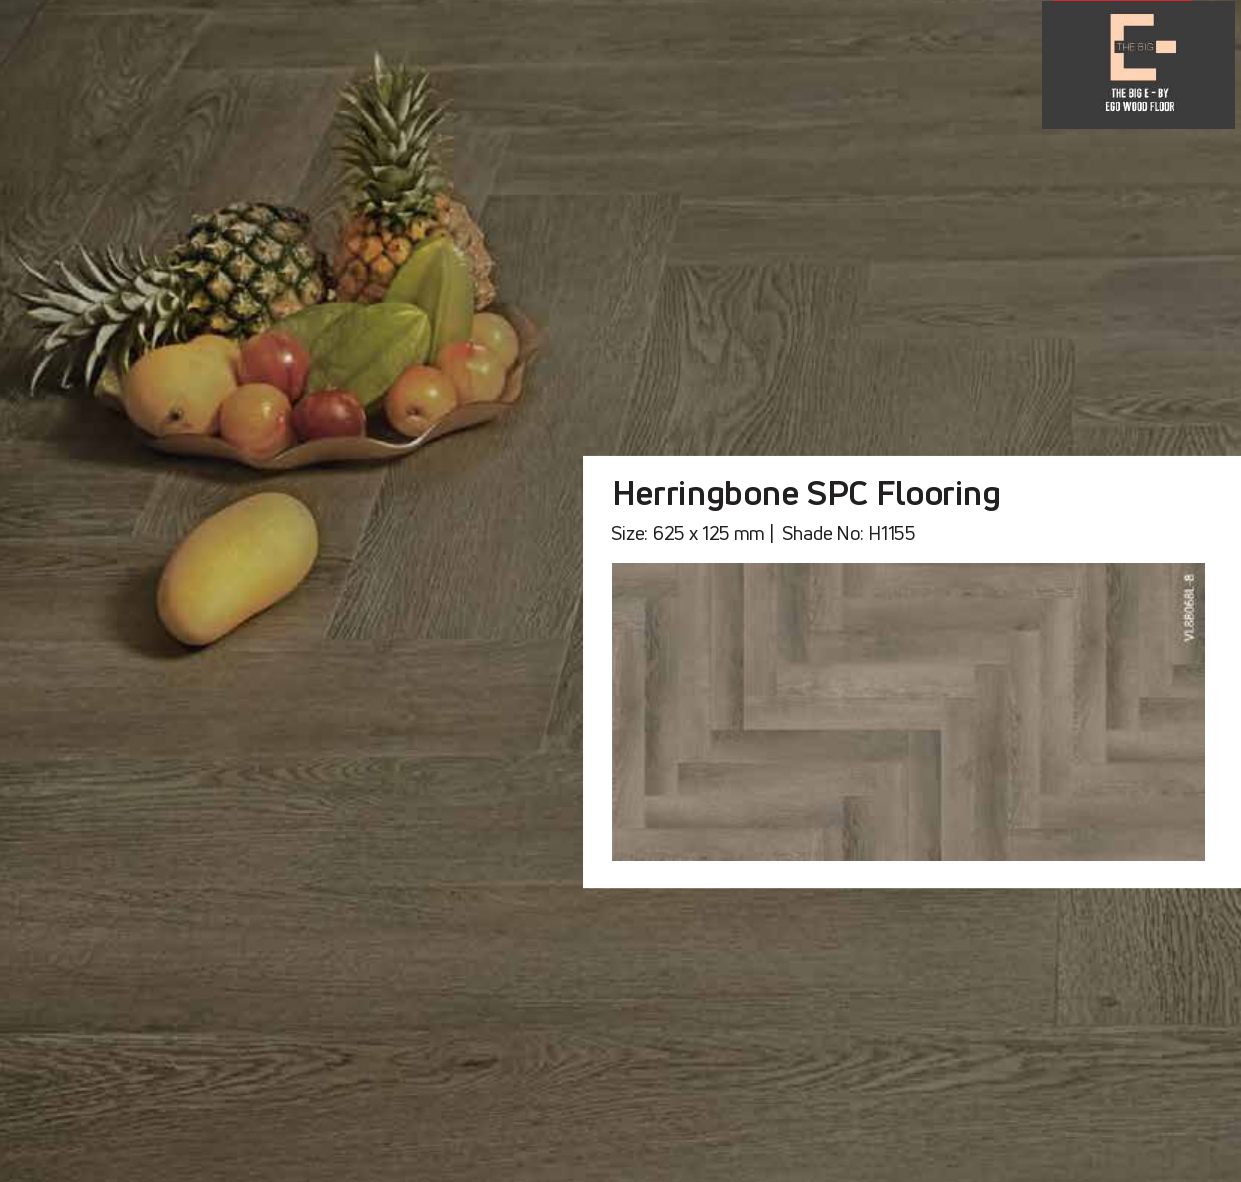 THE BIG
THE BIG E - BY
EGO WOOD FLOOR
Herringbone SPC Flooring
Size: 625 x 125 mm | Shade No: H1155
VL88068L-8